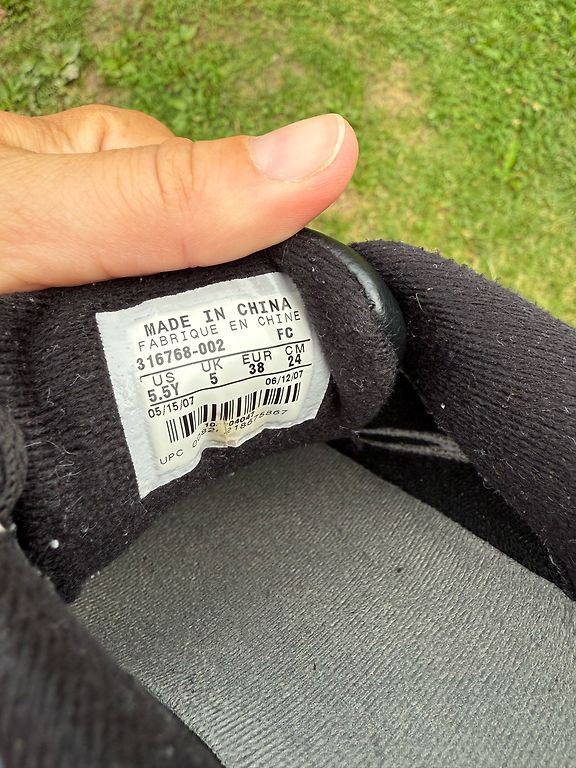 MADE IN CHINA
FABRIQUE EN CHINE
316768-002 FC
US UK EUR CM
5.5Y 5 38 24
05/15/07 06/12/07
UPC